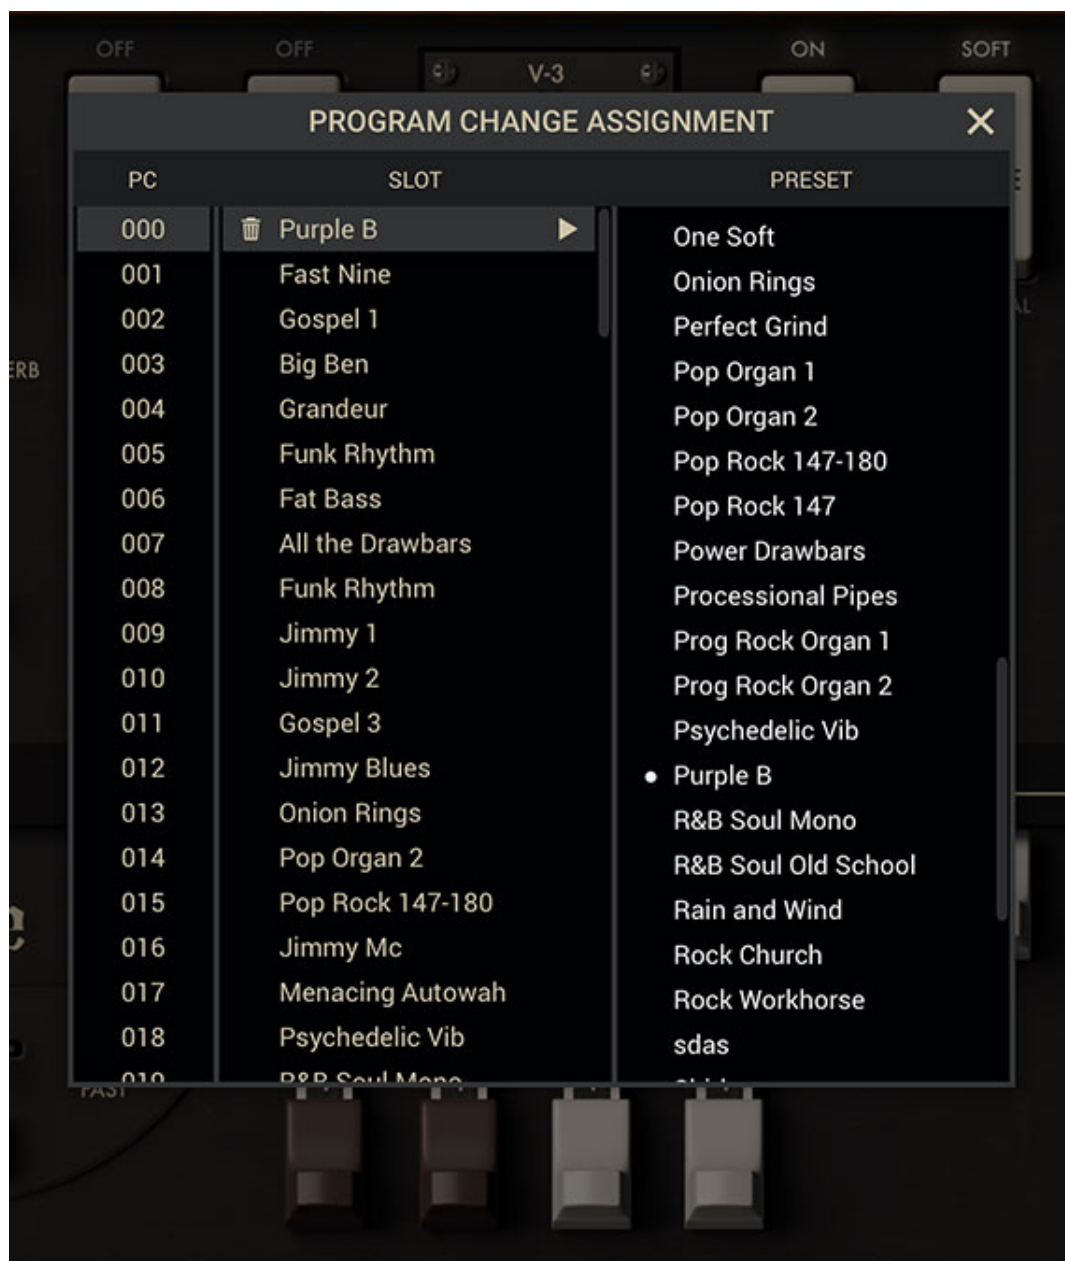 OFF OFF V-3 ON SOFT
PROGRAM CHANGE ASSIGNMENT
PC SLOT PRESET
000 Purple B One Soft
001 Fast Nine Onion Rings
002 Gospel 1 Perfect Grind
003 Big Ben Pop Organ 1
004 Grandeur Pop Organ 2
005 Funk Rhythm Pop Rock 147-180
006 Fat Bass Pop Rock 147
007 All the Drawbars Power Drawbars
008 Funk Rhythm Processional Pipes
009 Jimmy 1 Prog Rock Organ 1
010 Jimmy 2 Prog Rock Organ 2
011 Gospel 3 Psychedelic Vib
012 Jimmy Blues Purple B
013 Onion Rings R&B Soul Mono
014 Pop Organ 2 R&B Soul Old School
015 Pop Rock 147-180 Rain and Wind
016 Jimmy Mc Rock Church
017 Menacing Autowah Rock Workhorse
018 Psychedelic Vib sdas
019 R&B Soul Mono
FAST